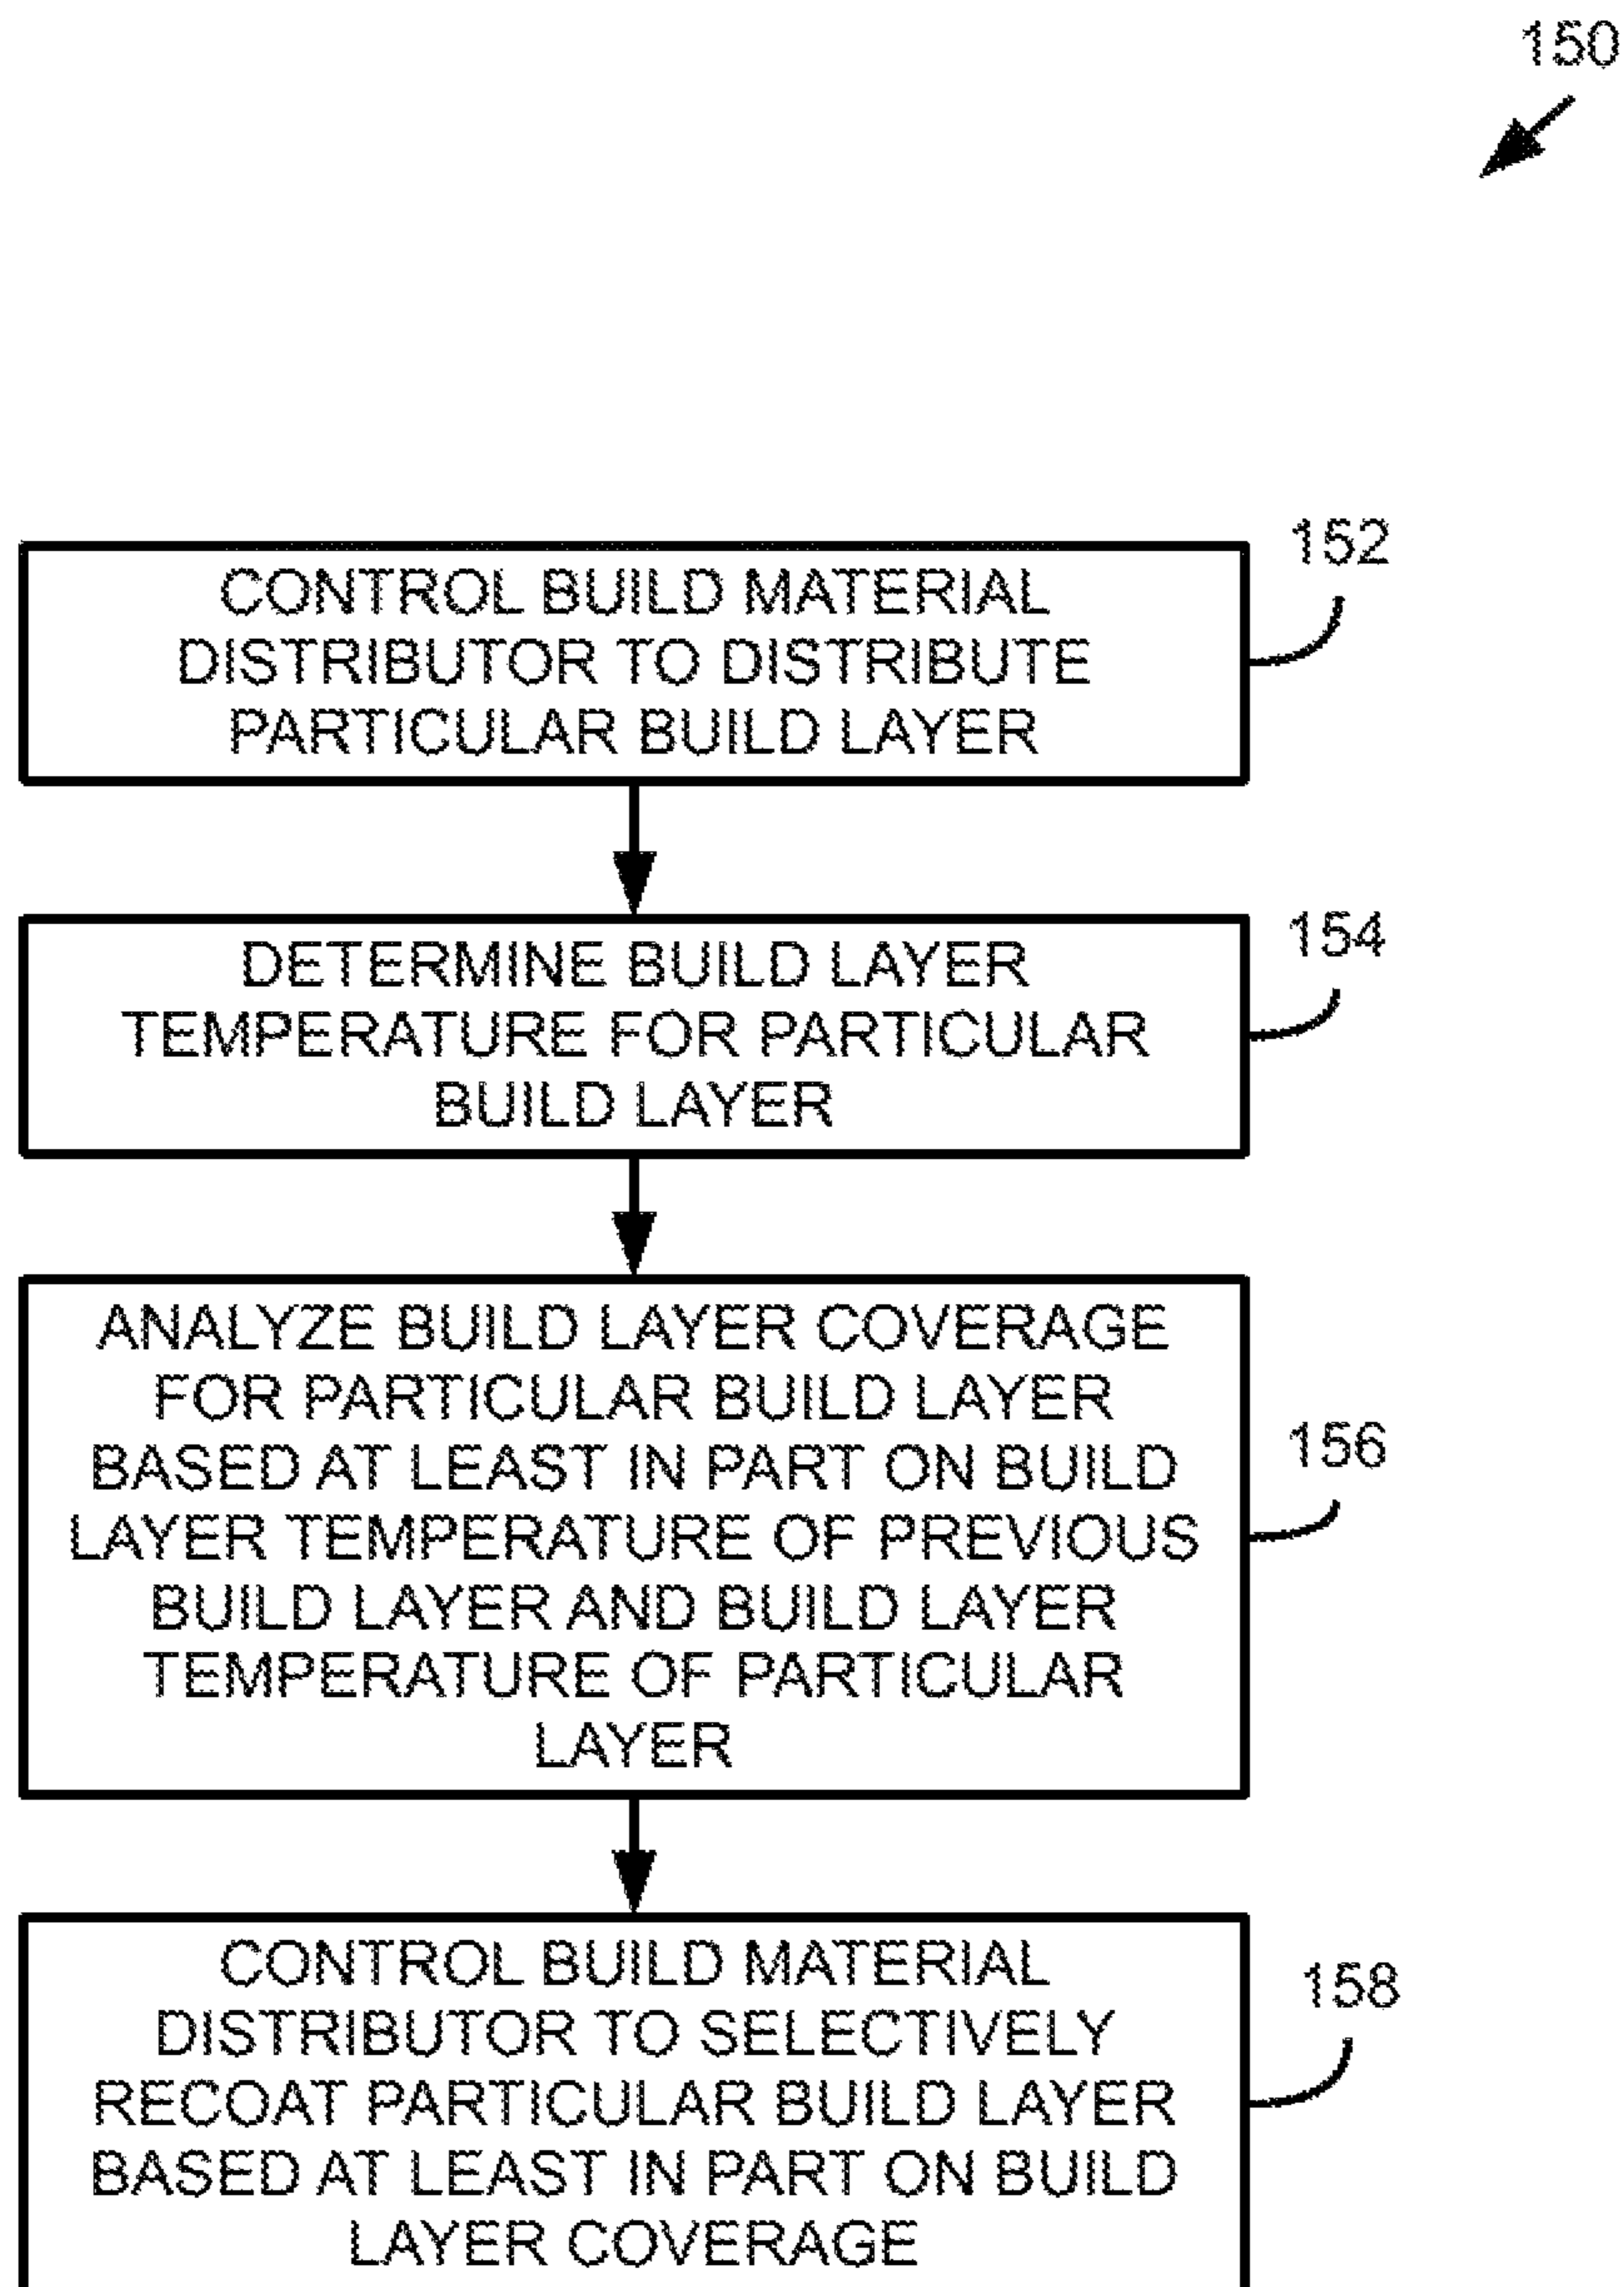 150
152
CONTROL BUILD MATERIAL
DISTRIBUTOR TO DISTRIBUTE
PARTICULAR BUILD LAYER
154
DETERMINE BUILD LAYER
TEMPERATURE FOR PARTICULAR
BUILD LAYER
156
ANALYZE BUILD LAYER COVERAGE
FOR PARTICULAR BUILD LAYER
BASED AT LEAST IN PART ON BUILD
LAYER TEMPERATURE OF PREVIOUS
BUILD LAYER AND BUILD LAYER
TEMPERATURE OF PARTICULAR
LAYER
158
CONTROL BUILD MATERIAL
DISTRIBUTOR TO SELECTIVELY
RECOAT PARTICULAR BUILD LAYER
BASED AT LEAST IN PART ON BUILD
LAYER COVERAGE